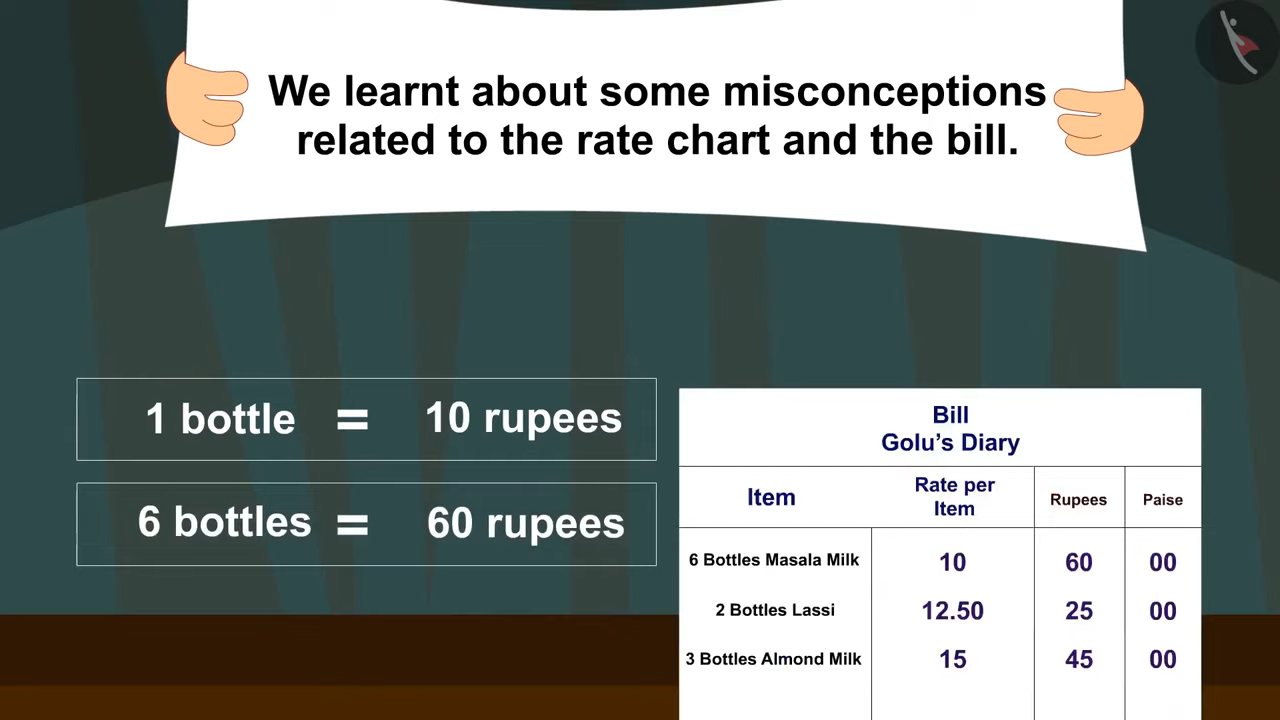 We learnt about some misconceptions
related to the rate chart and the bill.
1 bottle = 10 rupees
6 bottles = 60 rupees
Bill
Golu’s Diary
Item Rate per Item Rupees Paise
6 Bottles Masala Milk 10 60 00
2 Bottles Lassi 12.50 25 00
3 Bottles Almond Milk 15 45 00